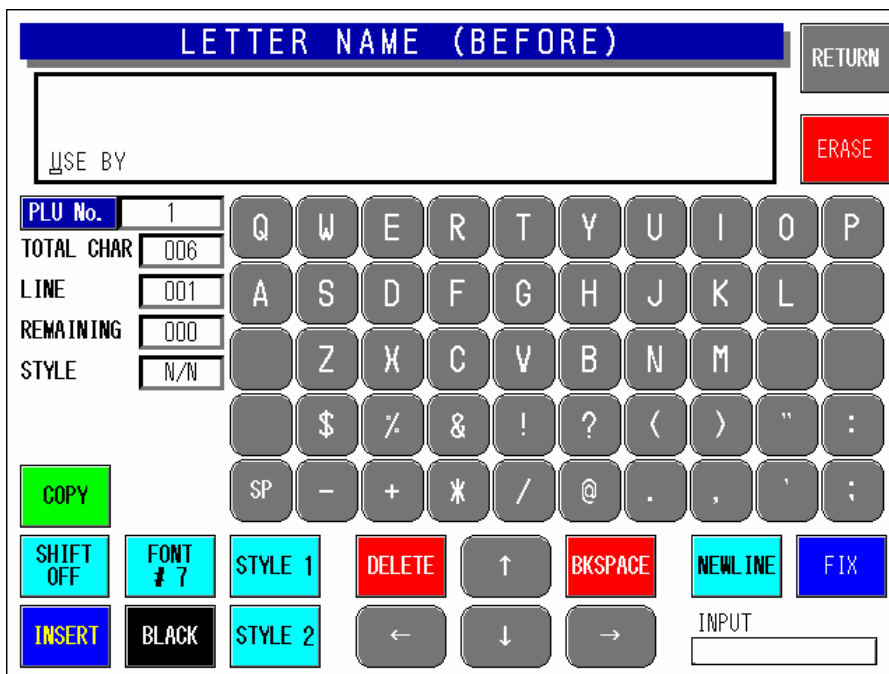 LETTER NAME (BEFORE)
RETURN
USE BY
ERASE
PLU No. 1
TOTAL CHAR 006
LINE 001
REMAINING 000
STYLE N/N
Q W E R T Y U I O P
A S D F G H J K L
Z X C V B N M
$ % & ! ? ( ) " :
SP - + * / @ . , ' ;
COPY
SHIFT OFF
FONT # 7
STYLE 1
DELETE
↑
BKSPACE
NEWLINE
FIX
INSERT
BLACK
STYLE 2
←
↓
→
INPUT